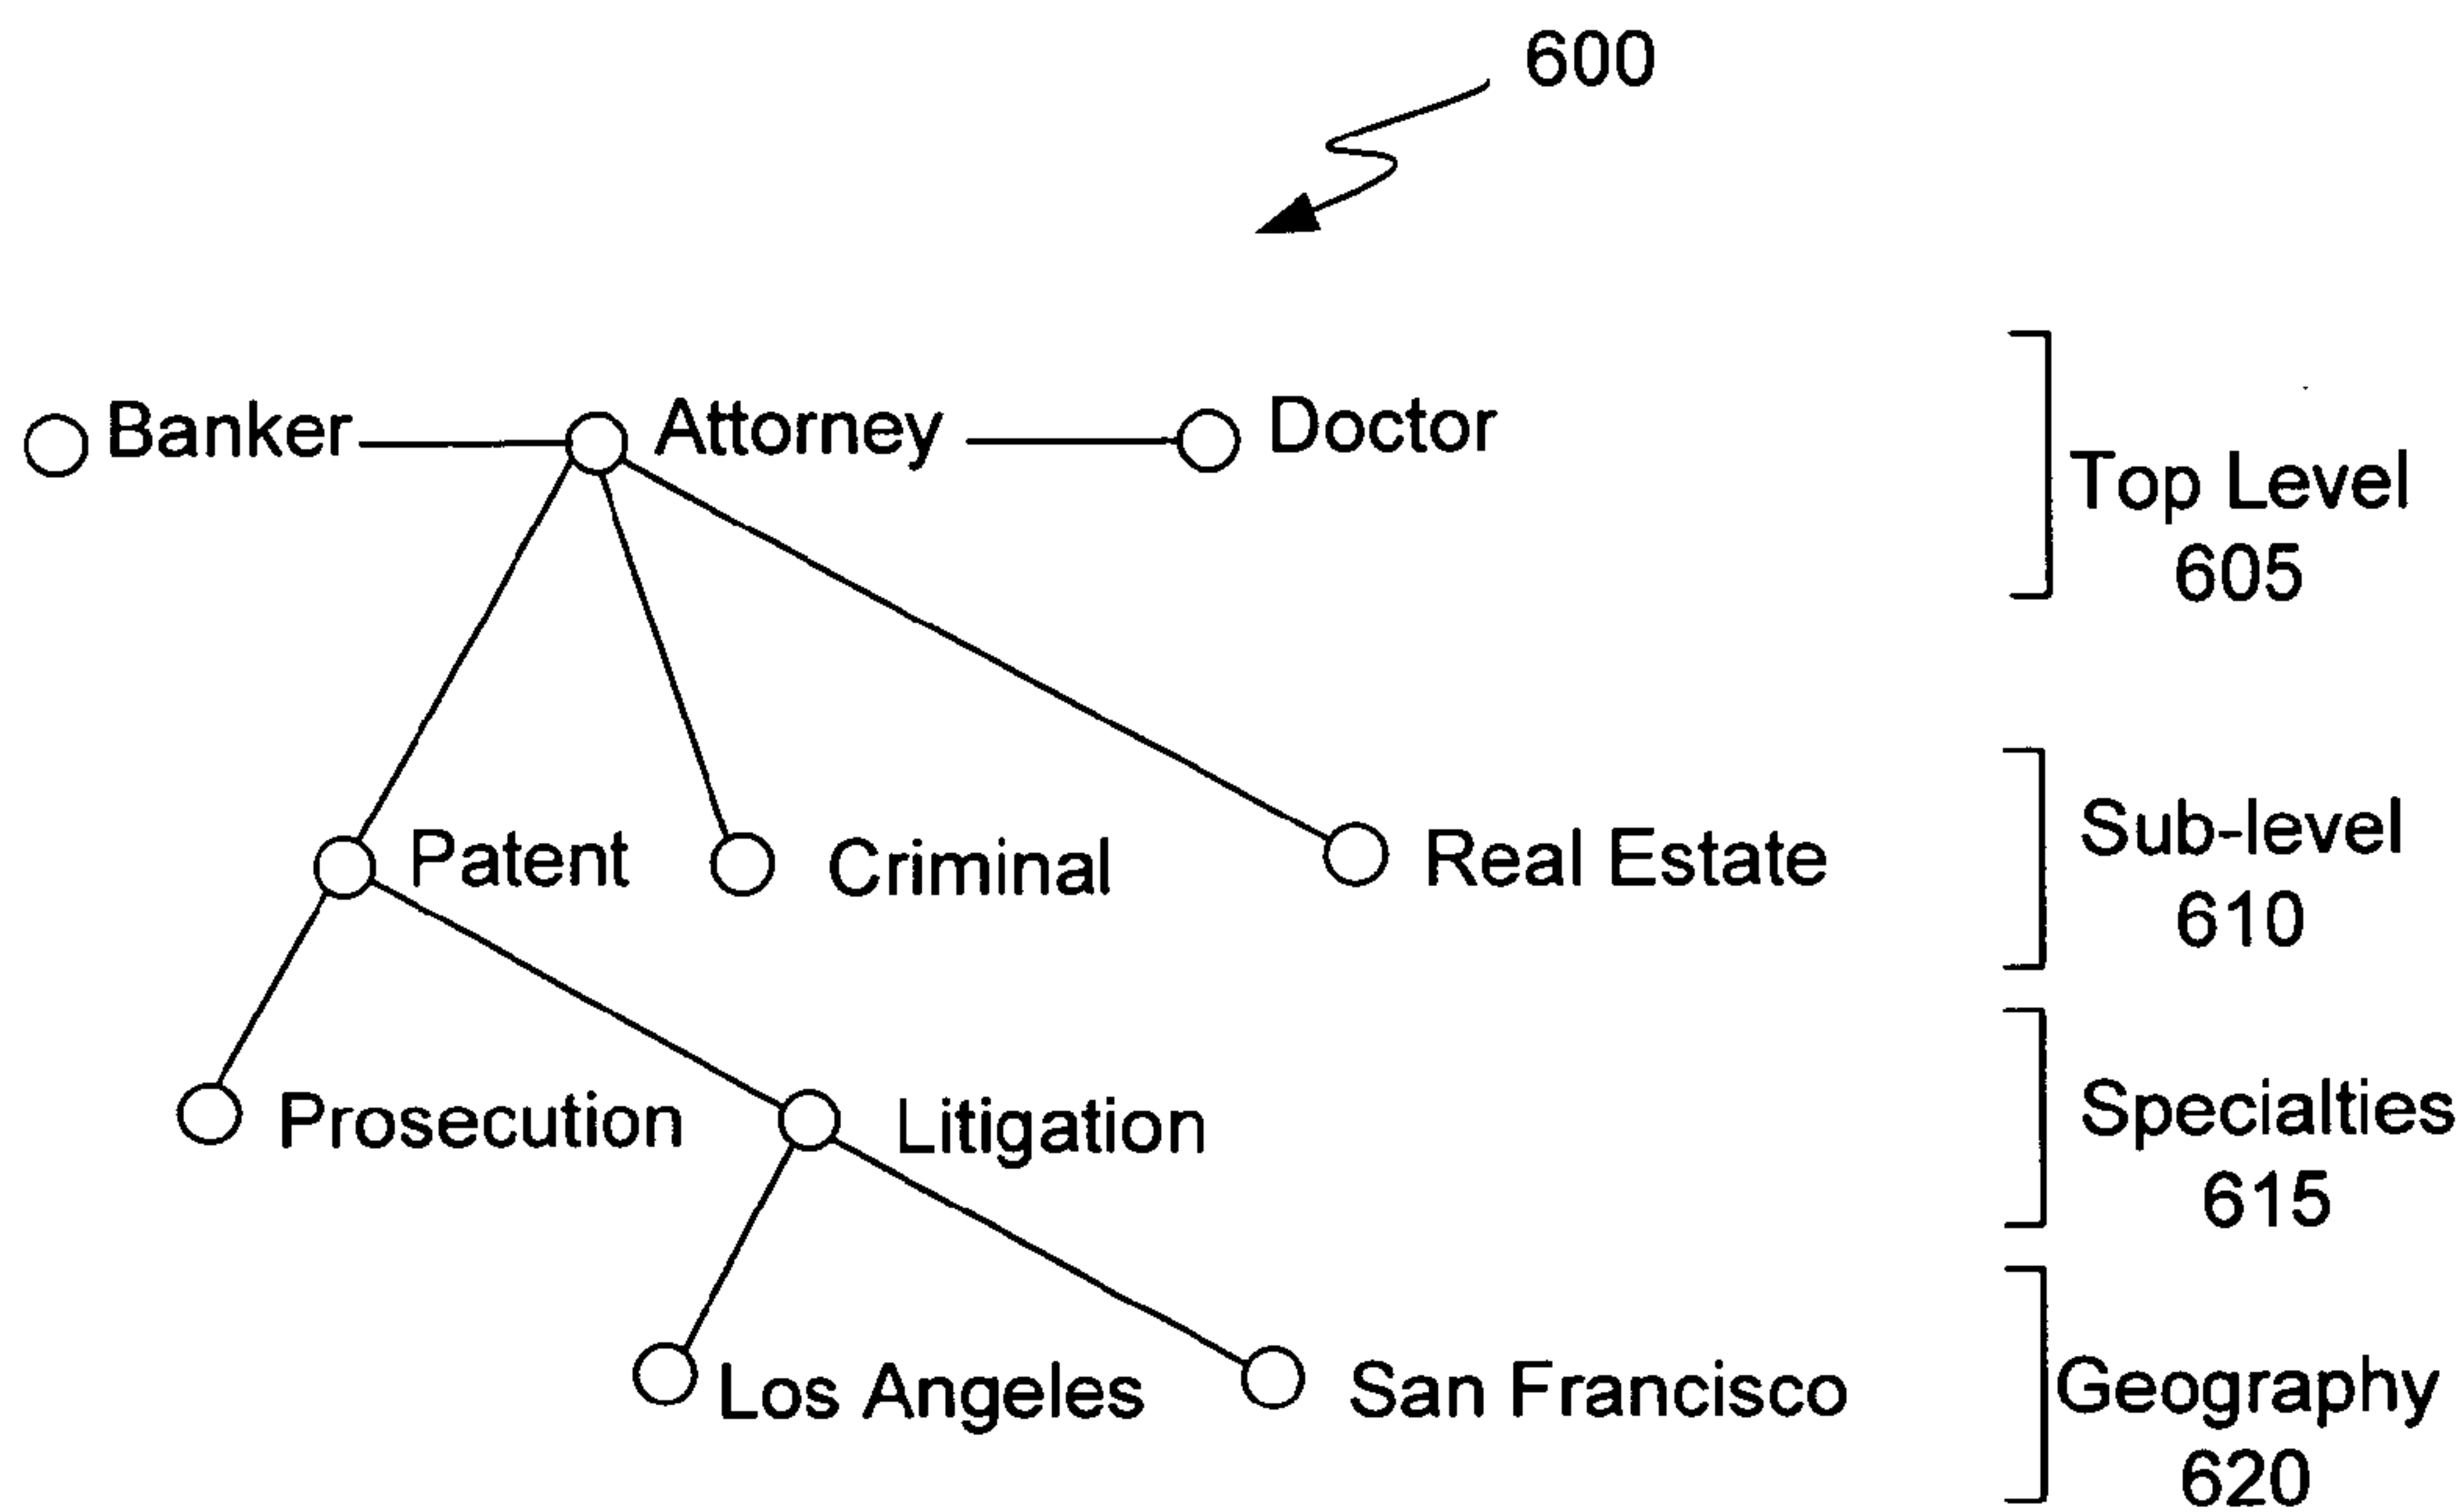 600
Banker Attorney Doctor
Top Level
605
Patent Criminal Real Estate
Sub-level
610
Prosecution Litigation
Specialties
615
Los Angeles San Francisco
Geography
620